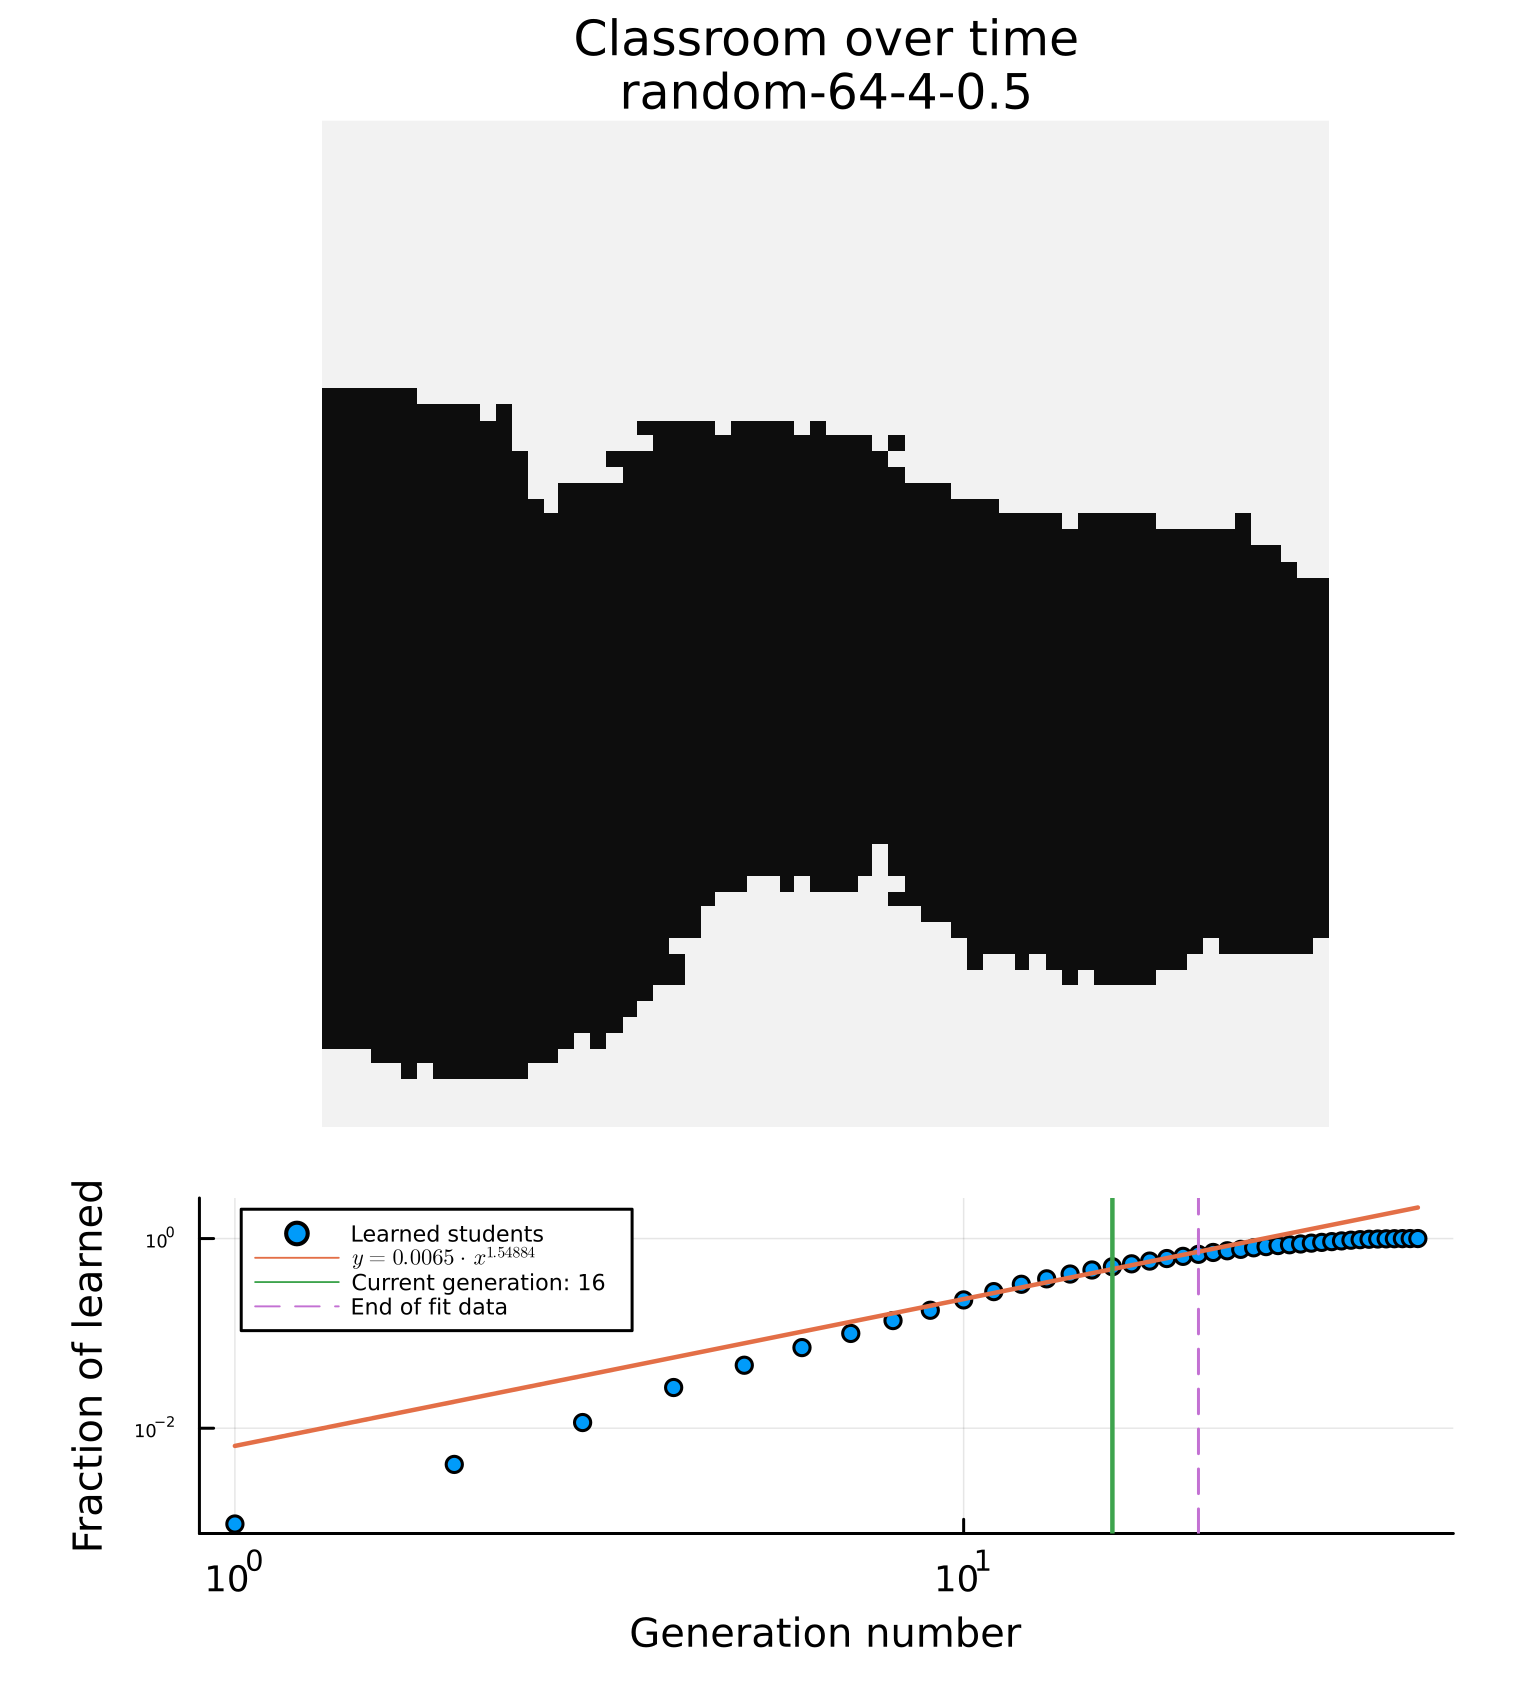 Classroom over time
random-64-4-0.5
Fraction of learned
10^0
10^−2
Learned students
y = 0.0065 · x^1.54884
Current generation: 16
End of fit data
10^0
10^1
Generation number